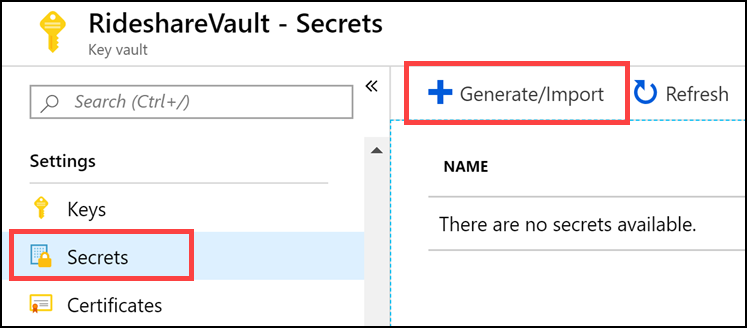 RideshareVault - Secrets
Key vault
Search (Ctrl+/)
«
Settings
Keys
Secrets
Certificates
Generate/Import
Refresh
NAME
There are no secrets available.